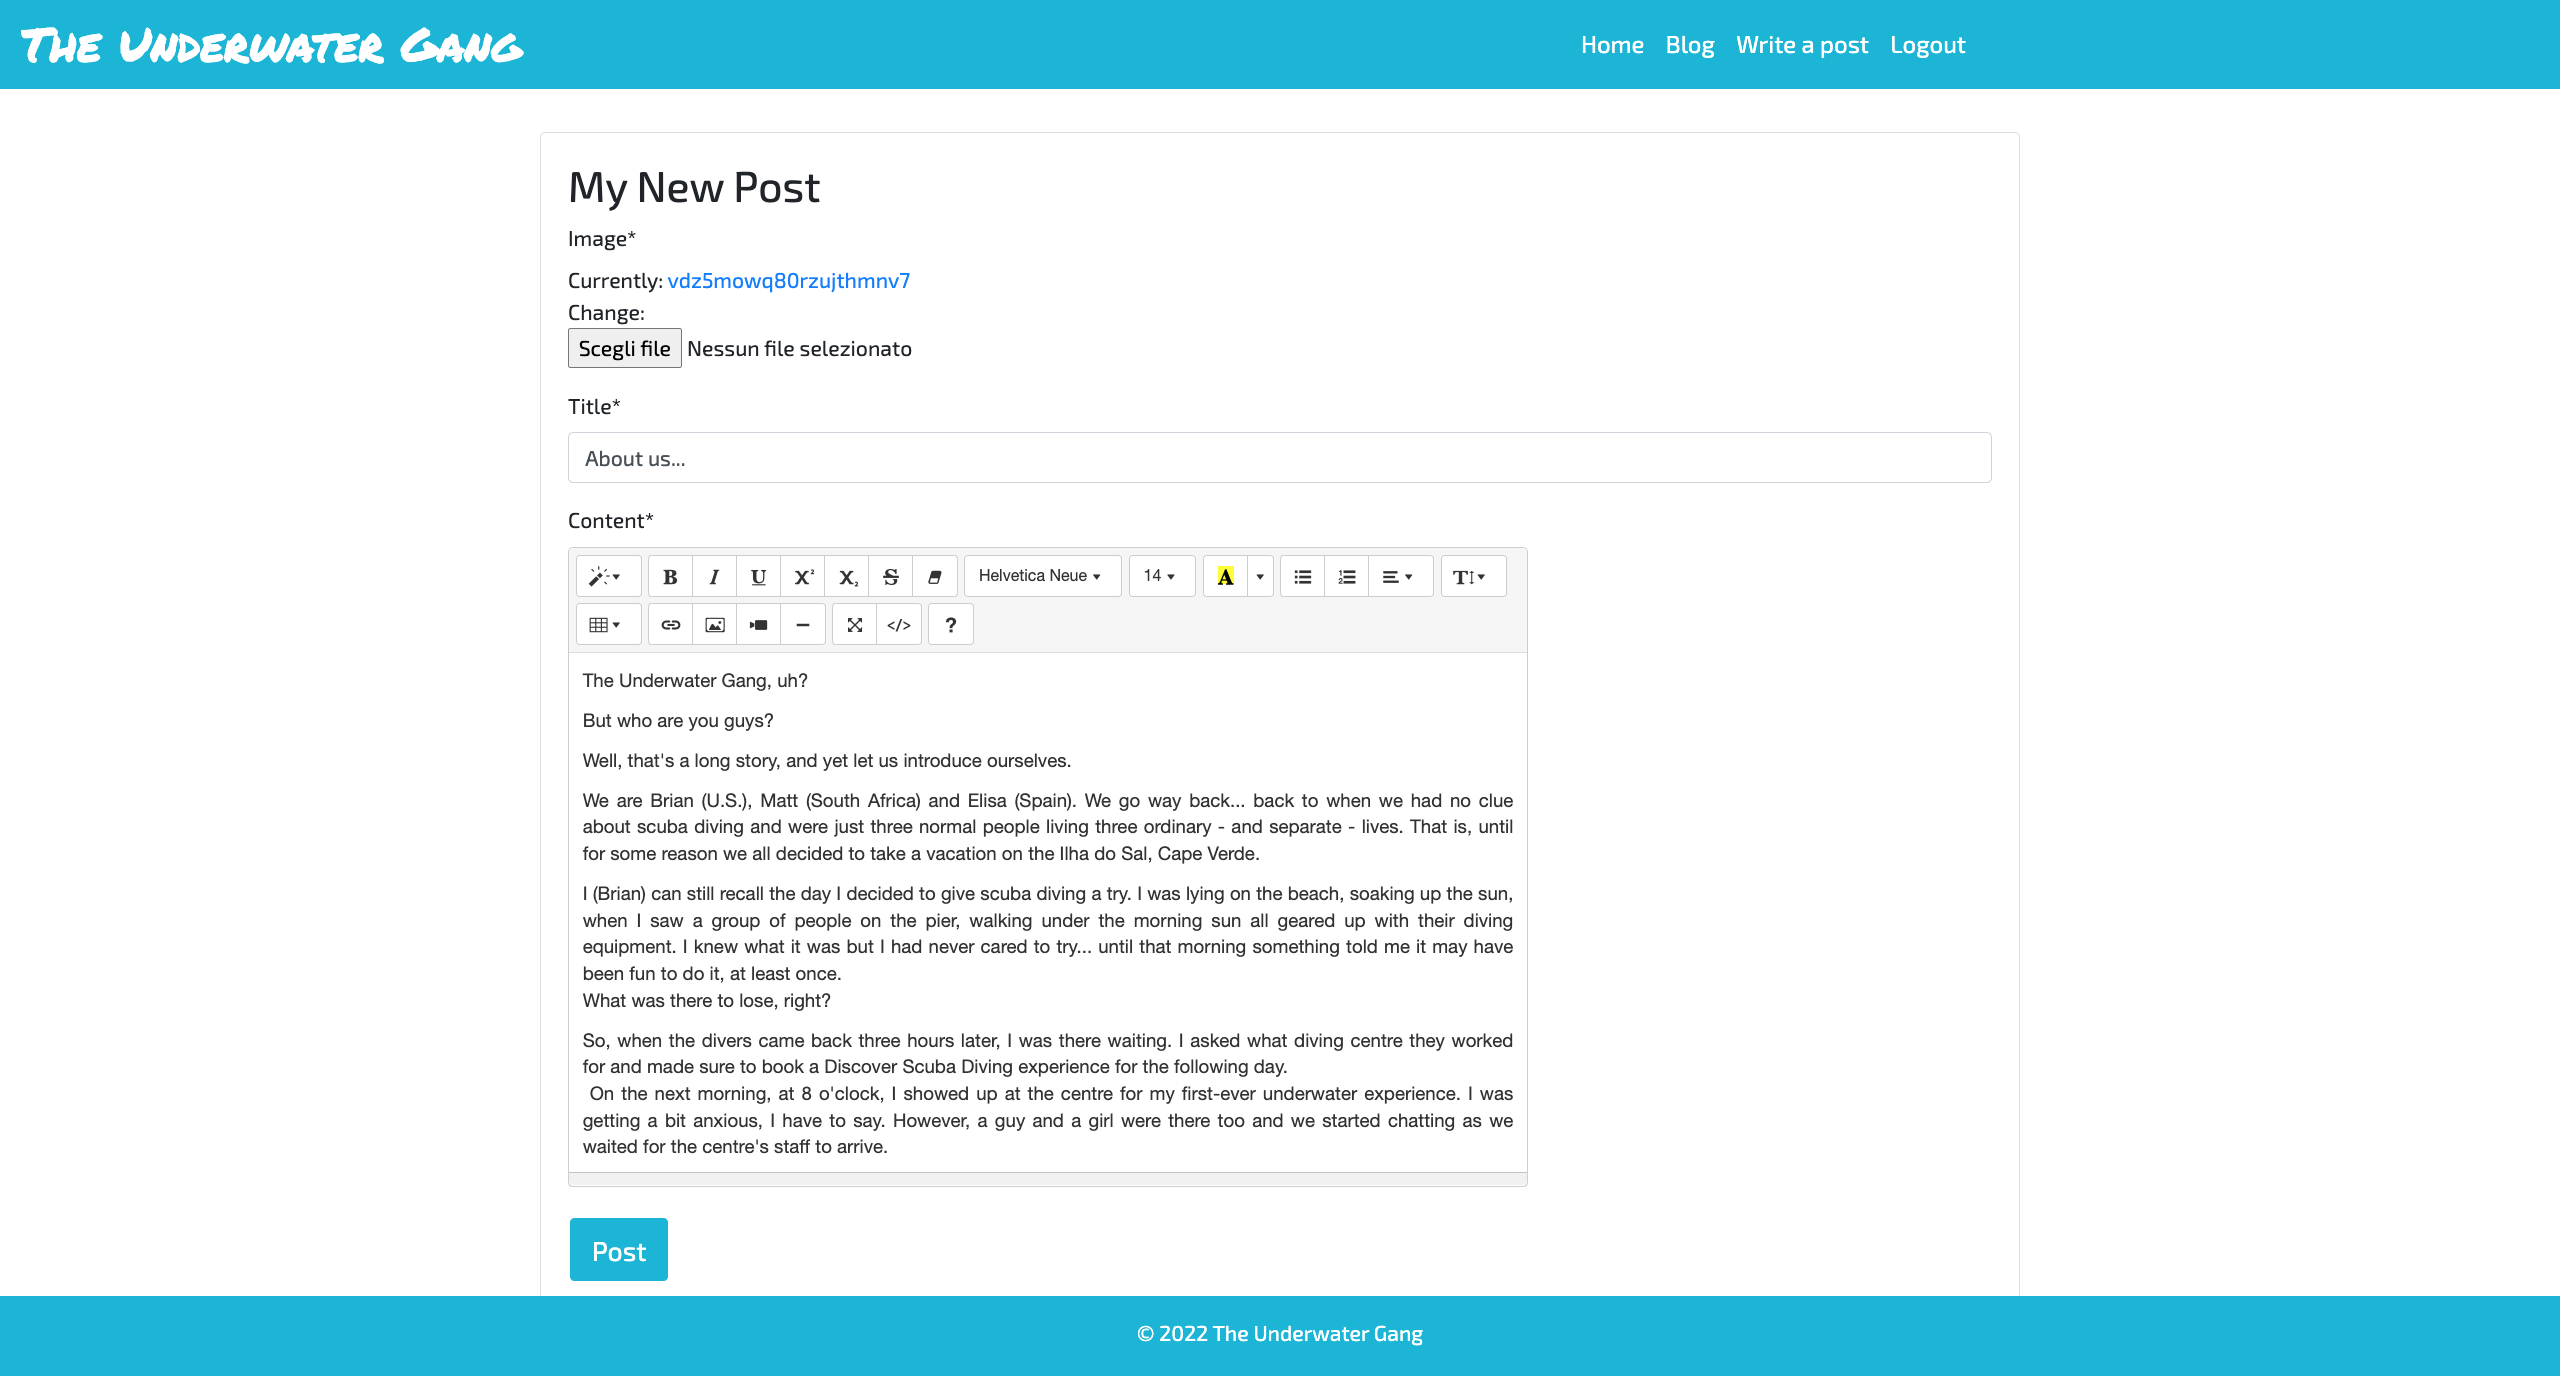 The Underwater Gang
Home Blog Write a post Logout
My New Post
Image*
Currently: vdz5mowq80rzujthmnv7
Change:
Scegli file Nessun file selezionato
Title*
About us...
Content*
B I U X² X₂ S Helvetica Neue 14 A T
</> ?
The Underwater Gang, uh?
But who are you guys?
Well, that's a long story, and yet let us introduce ourselves.
We are Brian (U.S.), Matt (South Africa) and Elisa (Spain). We go way back... back to when we had no clue
about scuba diving and were just three normal people living three ordinary - and separate - lives. That is, until
for some reason we all decided to take a vacation on the Ilha do Sal, Cape Verde.
I (Brian) can still recall the day I decided to give scuba diving a try. I was lying on the beach, soaking up the sun,
when I saw a group of people on the pier, walking under the morning sun all geared up with their diving
equipment. I knew what it was but I had never cared to try... until that morning something told me it may have
been fun to do it, at least once.
What was there to lose, right?
So, when the divers came back three hours later, I was there waiting. I asked what diving centre they worked
for and made sure to book a Discover Scuba Diving experience for the following day.
On the next morning, at 8 o'clock, I showed up at the centre for my first-ever underwater experience. I was
getting a bit anxious, I have to say. However, a guy and a girl were there too and we started chatting as we
waited for the centre's staff to arrive.
Post
© 2022 The Underwater Gang